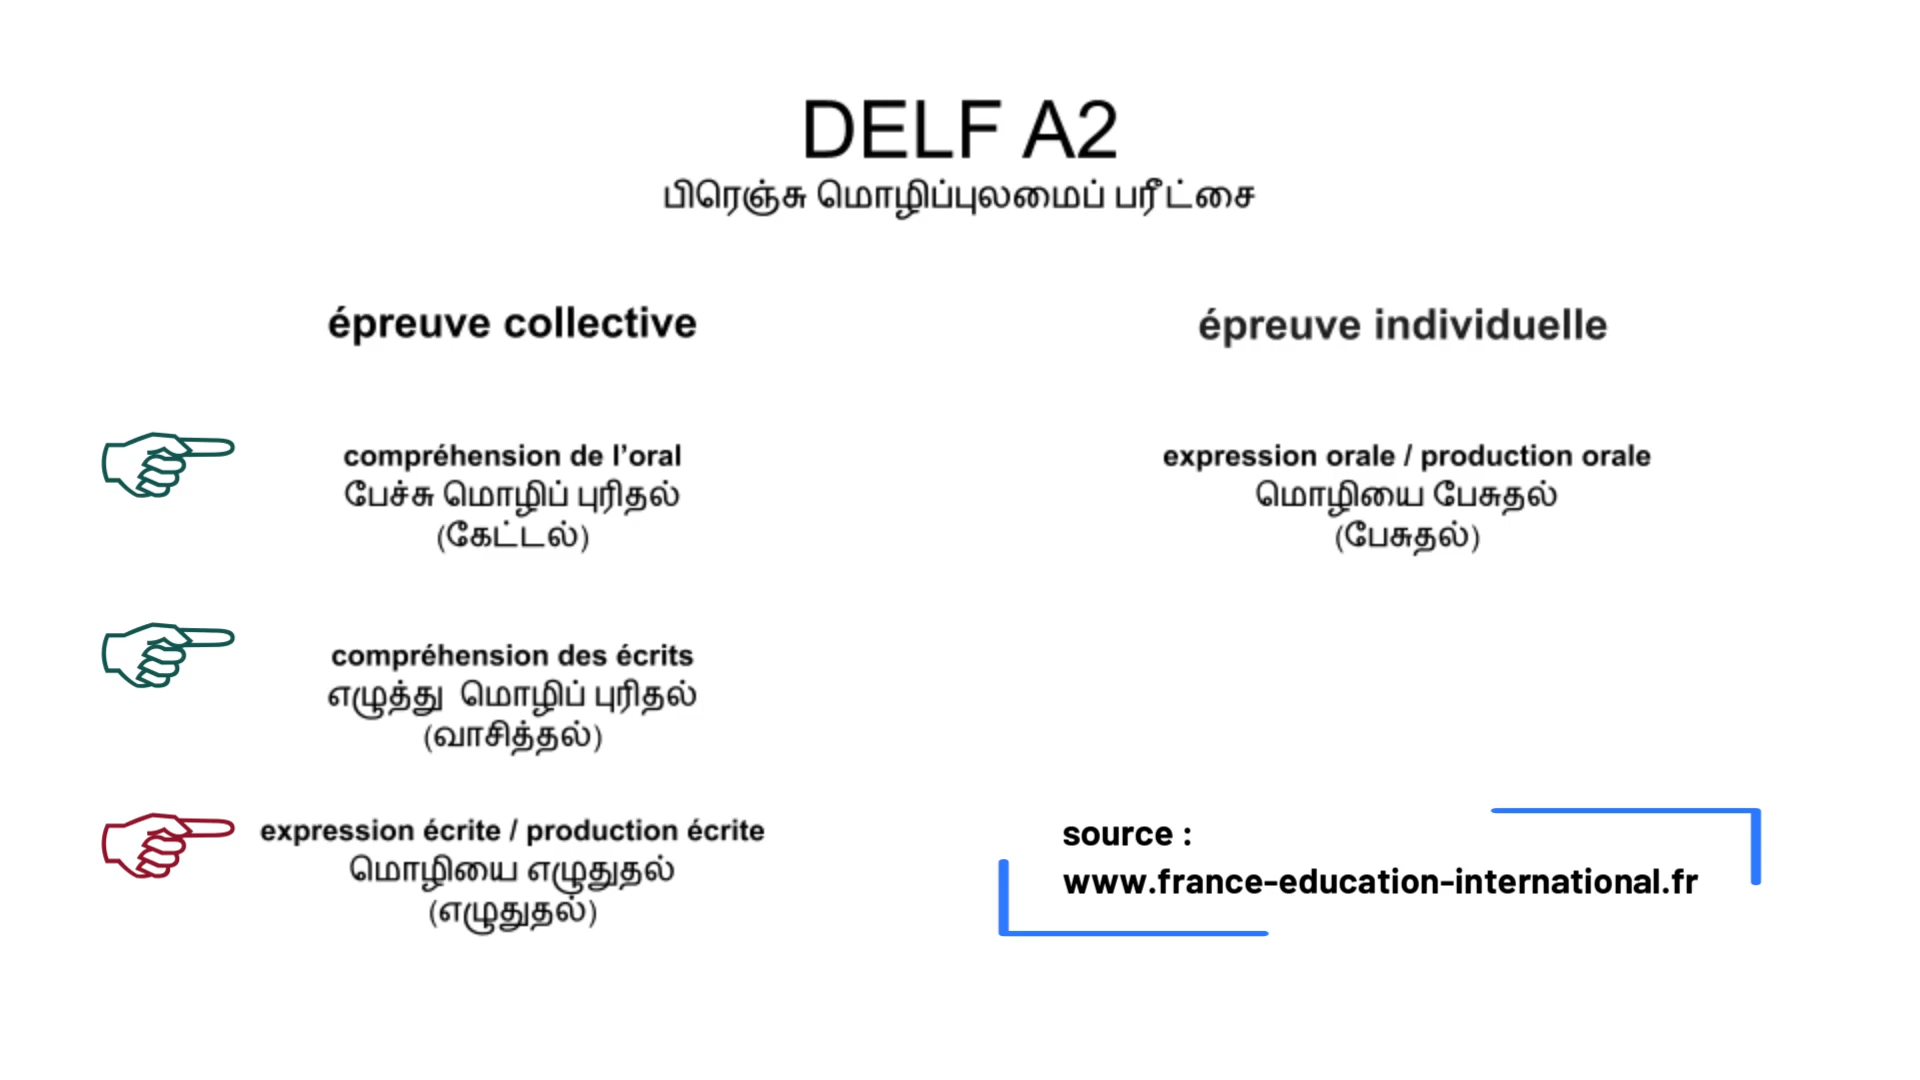 DELF A2
பிரெஞ்சு மொழிப்புலமைப் பரீட்சை
épreuve collective
compréhension de l’oral
பேச்சு மொழிப் புரிதல்
(கேட்டல்)
compréhension des écrits
எழுத்து மொழிப் புரிதல்
(வாசித்தல்)
expression écrite / production écrite
மொழியை எழுதுதல்
(எழுதுதல்)
épreuve individuelle
expression orale / production orale
மொழியை பேசுதல்
(பேசுதல்)
source :
www.france-education-international.fr